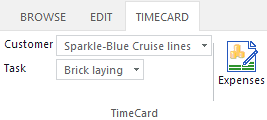 BROWSE EDIT TIMECARD
Customer Sparkle-Blue Cruise lines
Task Brick laying
Expenses
TimeCard